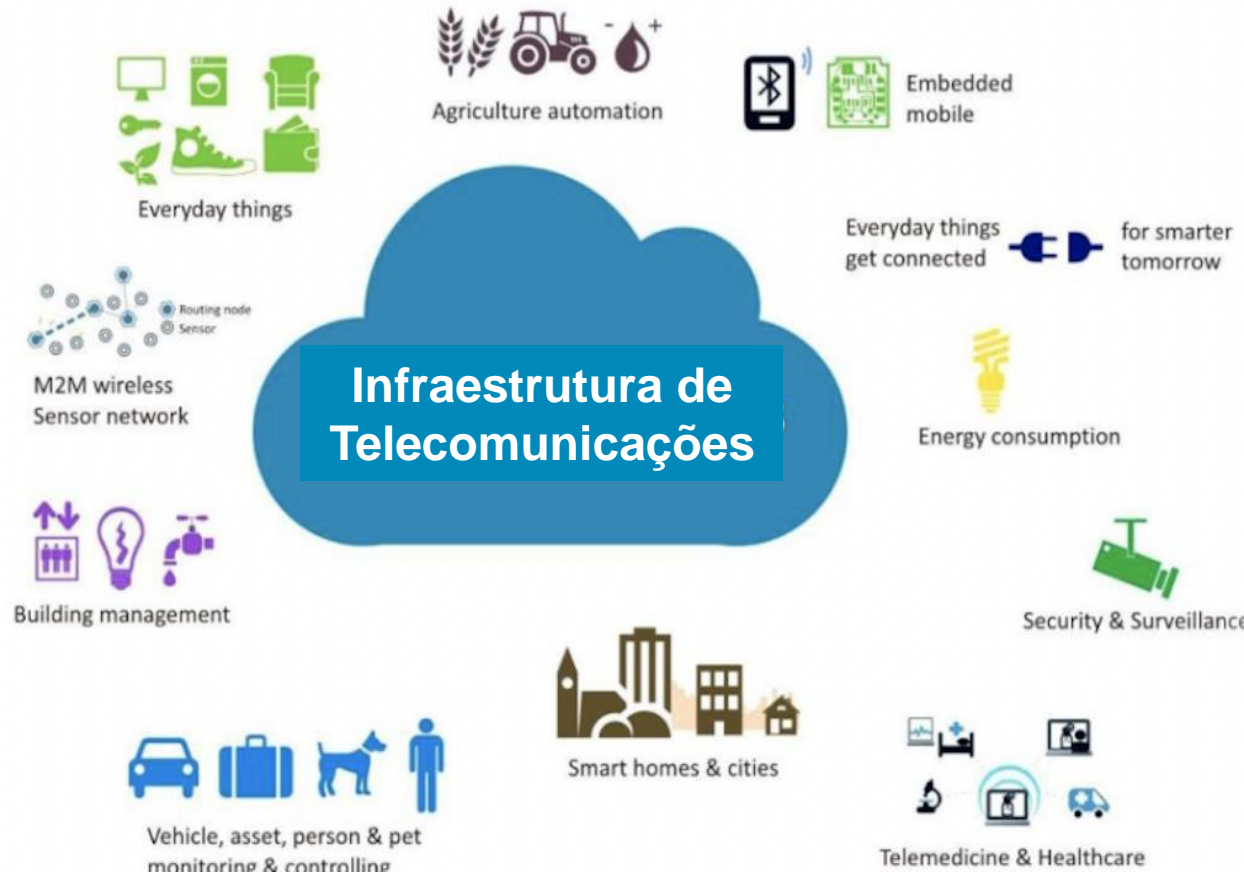 Agriculture automation
Embedded
mobile
Everyday things
Everyday things
get connected
for smarter
tomorrow
Routing node
Sensor
M2M wireless
Sensor network
Infraestrutura de
Telecomunicações
Energy consumption
Building management
Security & Surveillance
Smart homes & cities
Vehicle, asset, person & pet
monitoring & controlling
Telemedicine & Healthcare